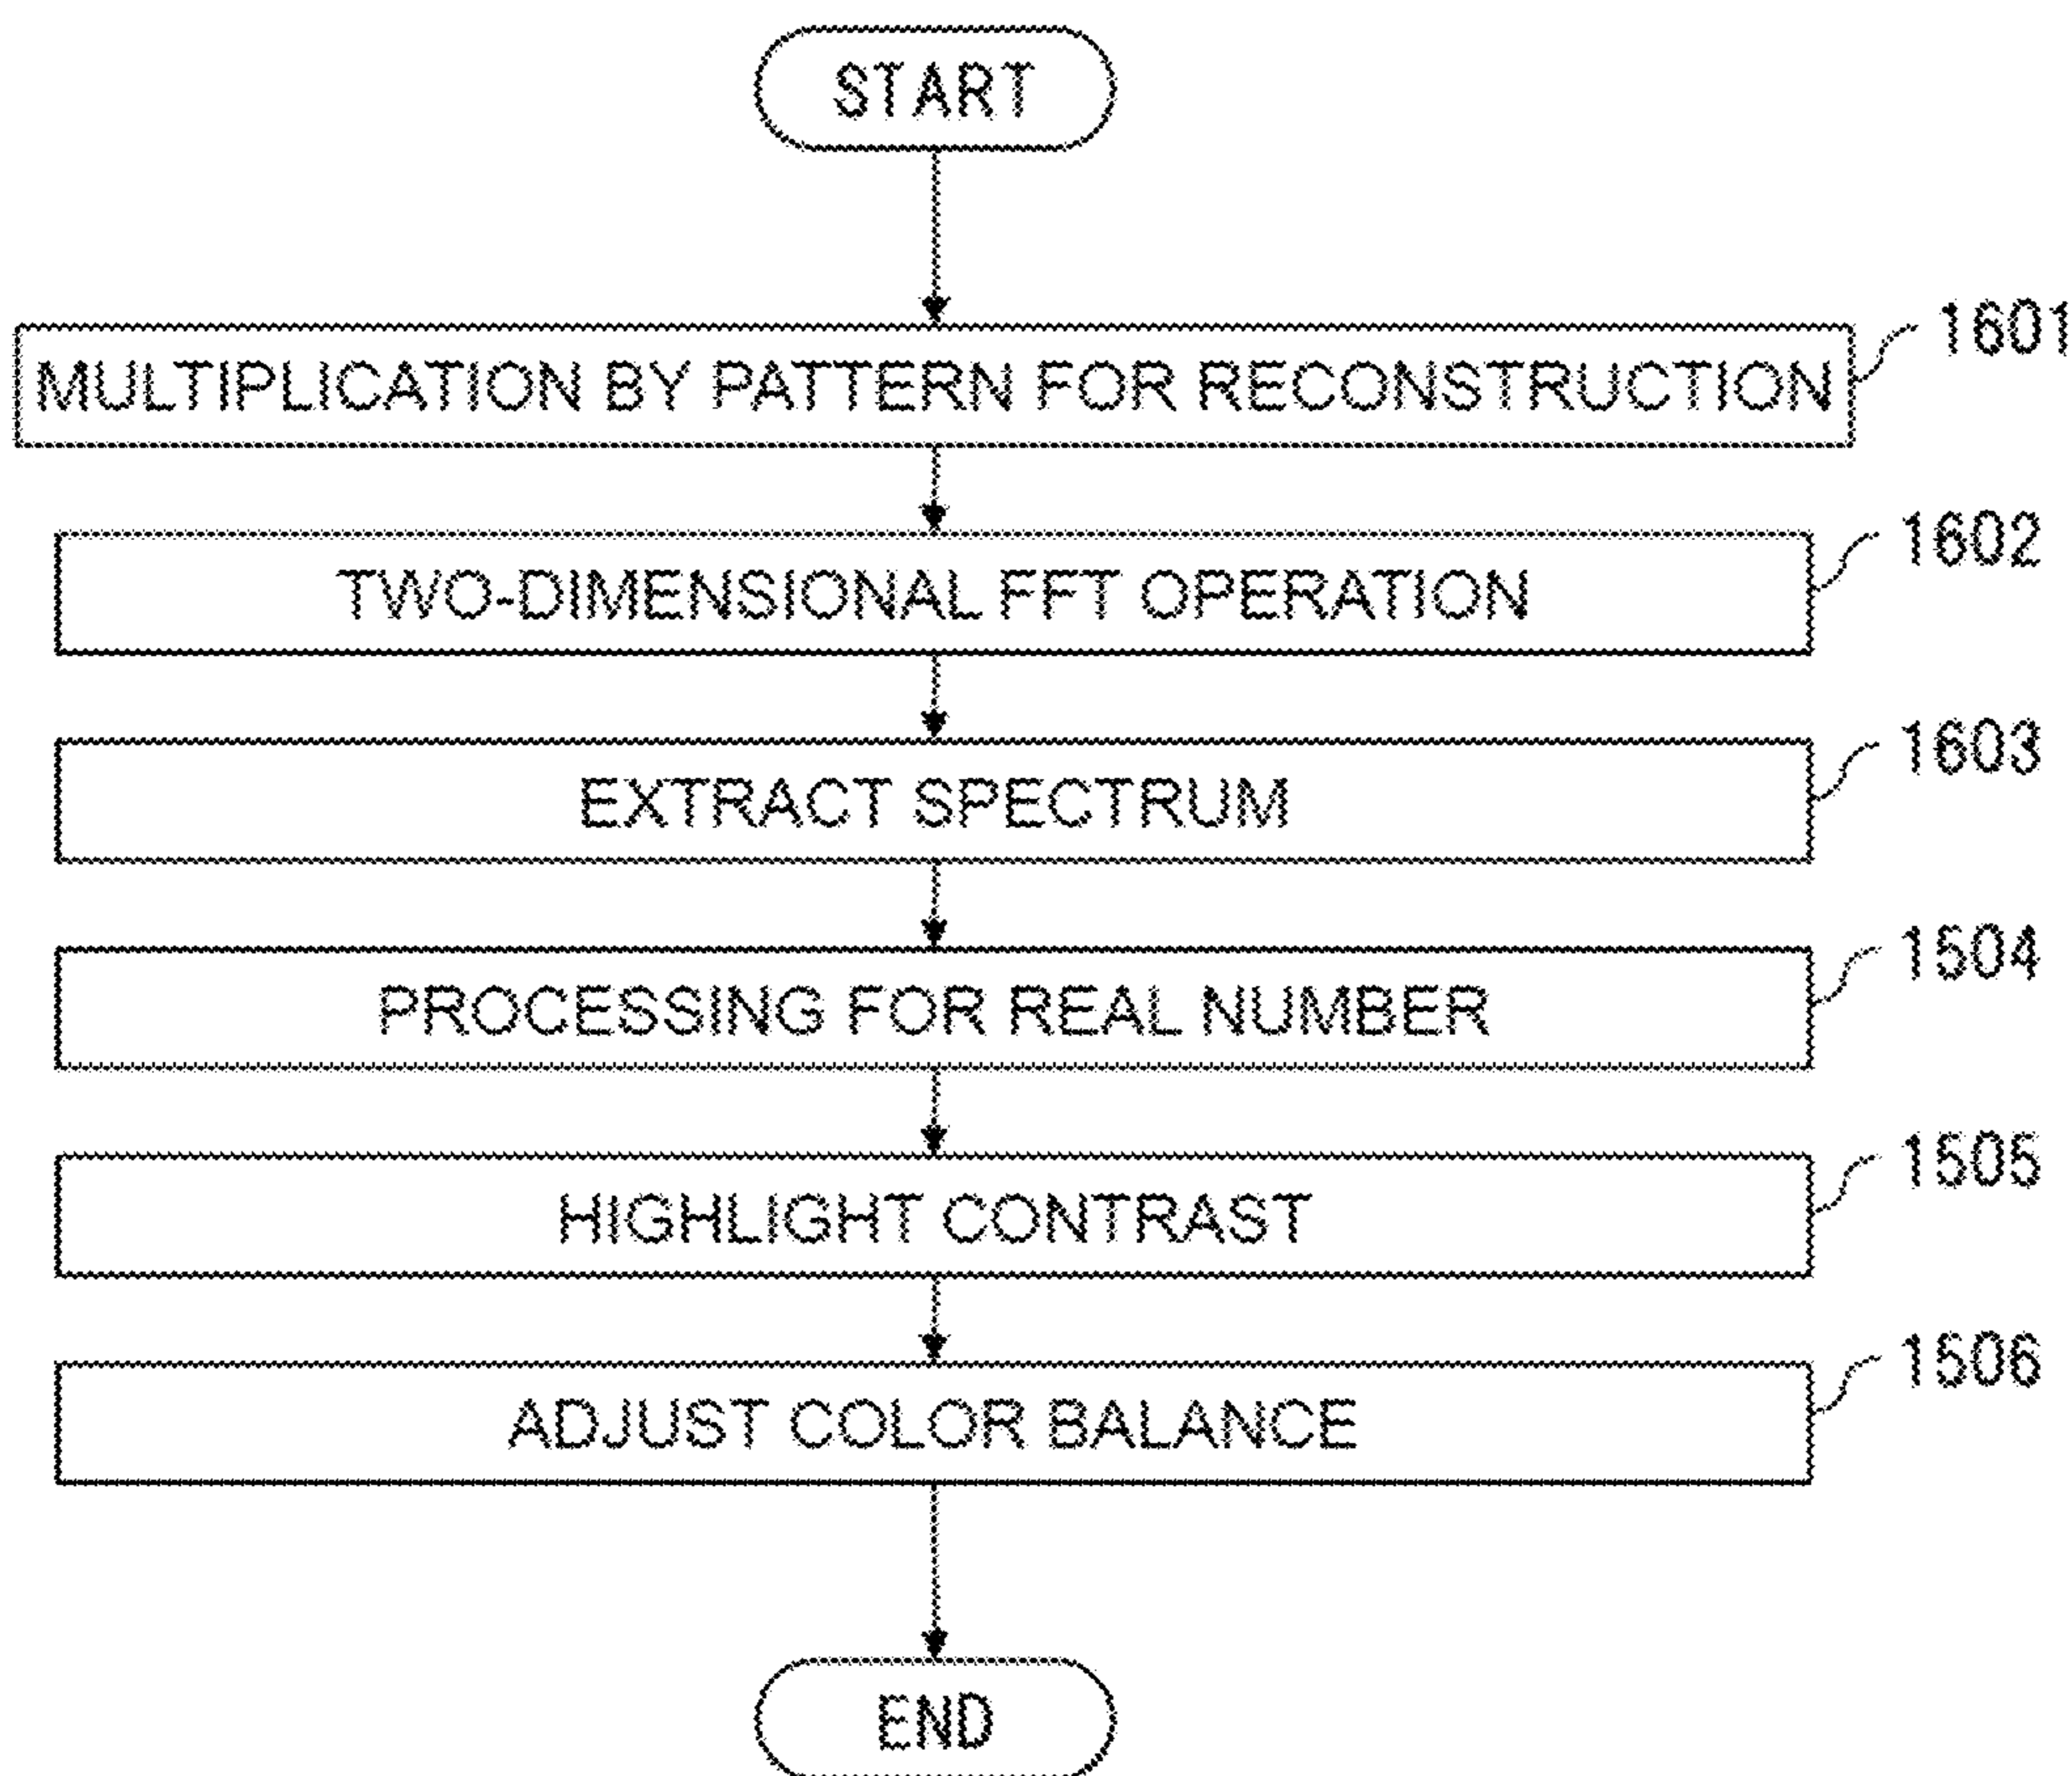 START
MULTIPLICATION BY PATTERN FOR RECONSTRUCTION
1601
TWO-DIMENSIONAL FFT OPERATION
1602
EXTRACT SPECTRUM
1603
PROCESSING FOR REAL NUMBER
1504
HIGHLIGHT CONTRAST
1505
ADJUST COLOR BALANCE
1506
END